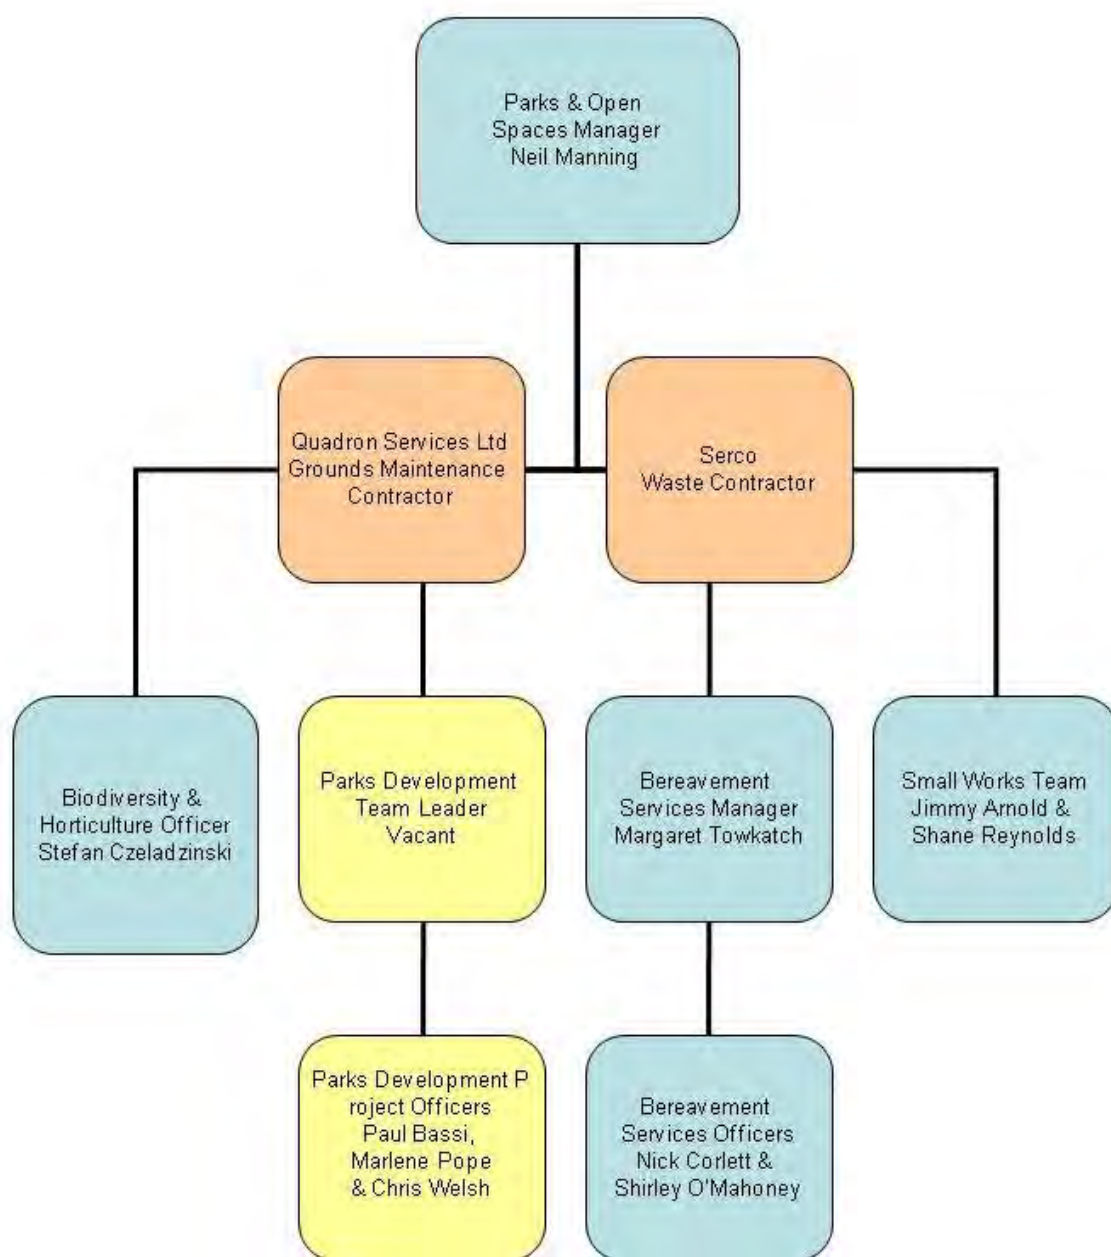 Parks & Open
Spaces Manager
Neil Manning
Quadron Services Ltd
Grounds Maintenance
Contractor
Serco
Waste Contractor
Biodiversity &
Horticulture Officer
Stefan Czeladzinski
Parks Development
Team Leader
Vacant
Bereavement
Services Manager
Margaret Towkatch
Small Works Team
Jimmy Arnold &
Shane Reynolds
Parks Development P
roject Officers
Paul Bassi,
Marlene Pope
& Chris Welsh
Bereavement
Services Officers
Nick Corlett &
Shirley O'Mahoney